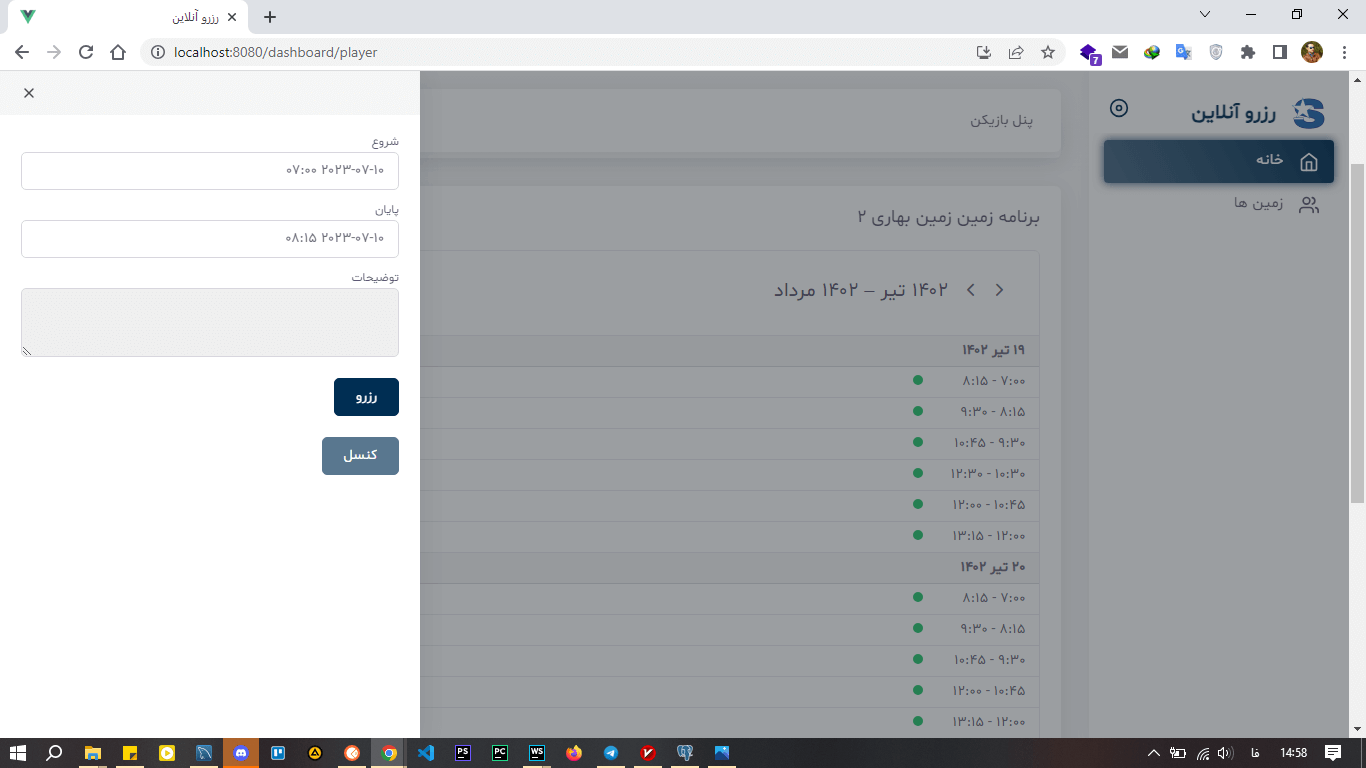 رزرو آنلاین
localhost:8080/dashboard/player
7
رزرو آنلاین
خانه
زمین ها
پنل بازیکن
برنامه زمین زمین بهاری ۲
۱۴۰۲ تیر – ۱۴۰۲ مرداد
۱۹ تیر ۱۴۰۲
۷:۰۰ - ۸:۱۵
۸:۱۵ - ۹:۳۰
۹:۳۰ - ۱۰:۴۵
۱۰:۳۰ - ۱۲:۳۰
۱۰:۴۵ - ۱۲:۰۰
۱۲:۰۰ - ۱۳:۱۵
۲۰ تیر ۱۴۰۲
۷:۰۰ - ۸:۱۵
۸:۱۵ - ۹:۳۰
۹:۳۰ - ۱۰:۴۵
۱۰:۴۵ - ۱۲:۰۰
۱۲:۰۰ - ۱۳:۱۵
شروع
۲۰۲۳-۰۷-۱۰ ۰۷:۰۰
پایان
۲۰۲۳-۰۷-۱۰ ۰۸:۱۵
توضیحات
رزرو
کنسل
PS
PC
WS
فا
14:58